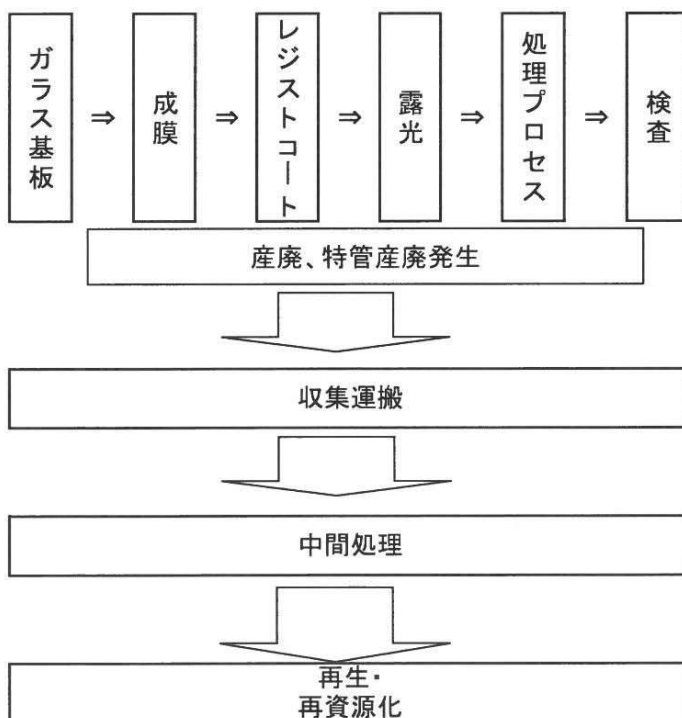 ガラス基板
⇒
成膜
⇒
レジストコート
⇒
露光
⇒
処理プロセス
⇒
検査
産廃、特管産廃発生
収集運搬
中間処理
再生・
再資源化